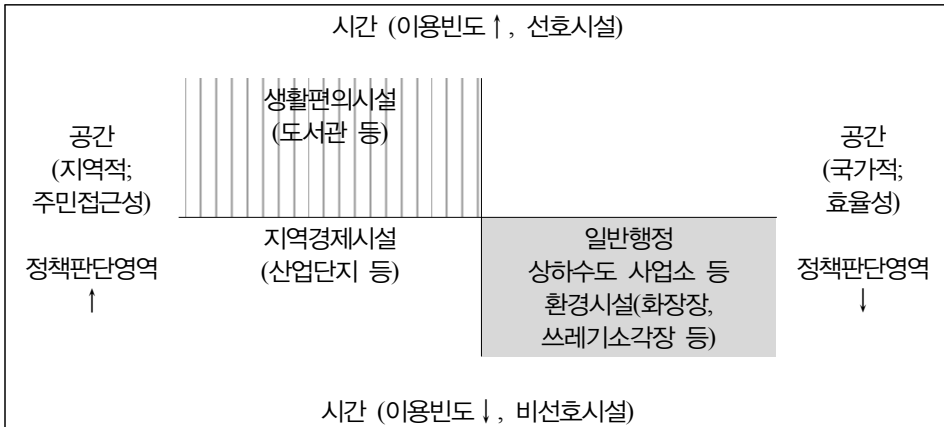 시간 (이용빈도↑, 선호시설)
생활편의시설
(도서관 등)
공간
(지역적;
주민접근성)
공간
(국가적;
효율성)
지역경제시설
(산업단지 등)
일반행정
상하수도 사업소 등
환경시설(화장장,
쓰레기소각장 등)
정책판단영역
↑
정책판단영역
↓
시간 (이용빈도↓, 비선호시설)